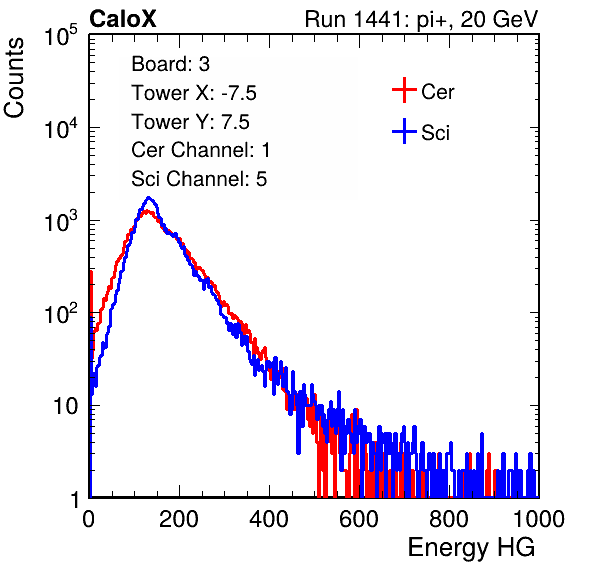 CaloX Run 1441: pi+, 20 GeV
Counts
Board: 3
Tower X: -7.5
Tower Y: 7.5
Cer Channel: 1
Sci Channel: 5
Cer
Sci
10^5
10^4
10^3
10^2
10
1
0 200 400 600 800 1000
Energy HG